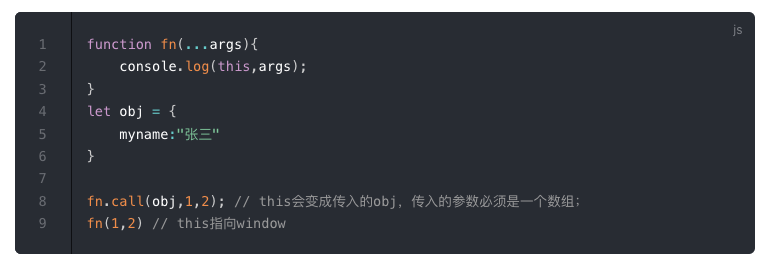 js
1 function fn(...args){
2     console.log(this,args);
3 }
4 let obj = {
5     myname:"张三"
6 }
7
8 fn.call(obj,1,2); // this会变成传入的obj，传入的参数必须是一个数组；
9 fn(1,2) // this指向window